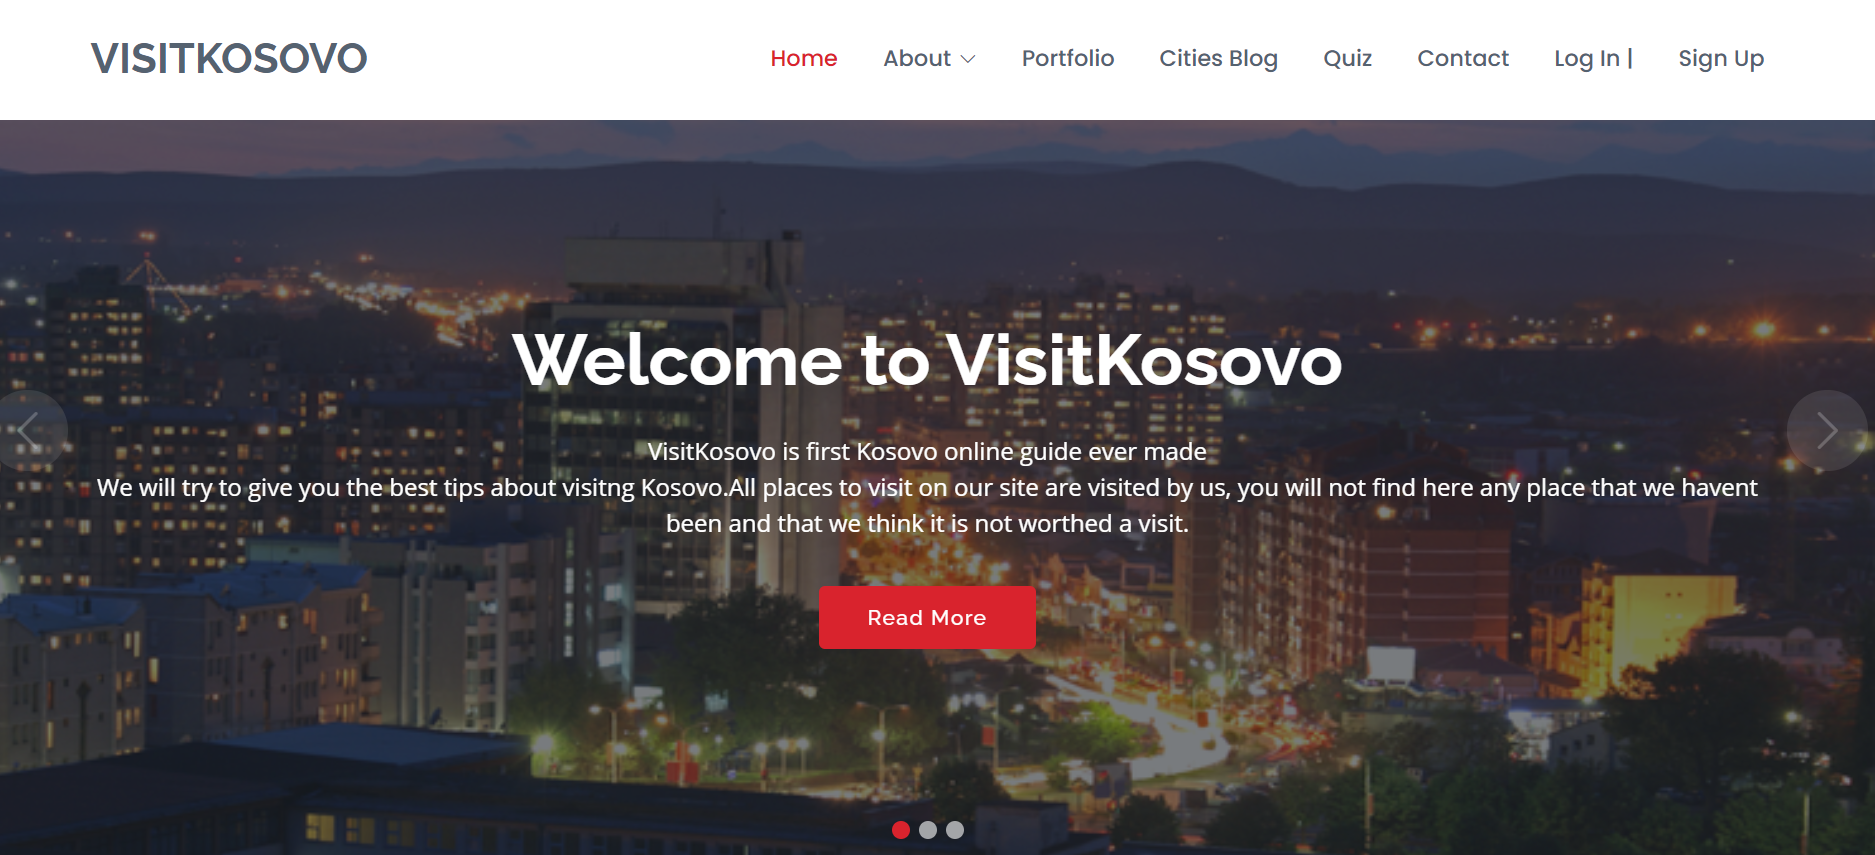 VISITKOSOVO
Home About Portfolio Cities Blog Quiz Contact Log In | Sign Up
Welcome to VisitKosovo
VisitKosovo is first Kosovo online guide ever made
We will try to give you the best tips about visitng Kosovo.All places to visit on our site are visited by us, you will not find here any place that we havent
been and that we think it is not worthed a visit.
Read More